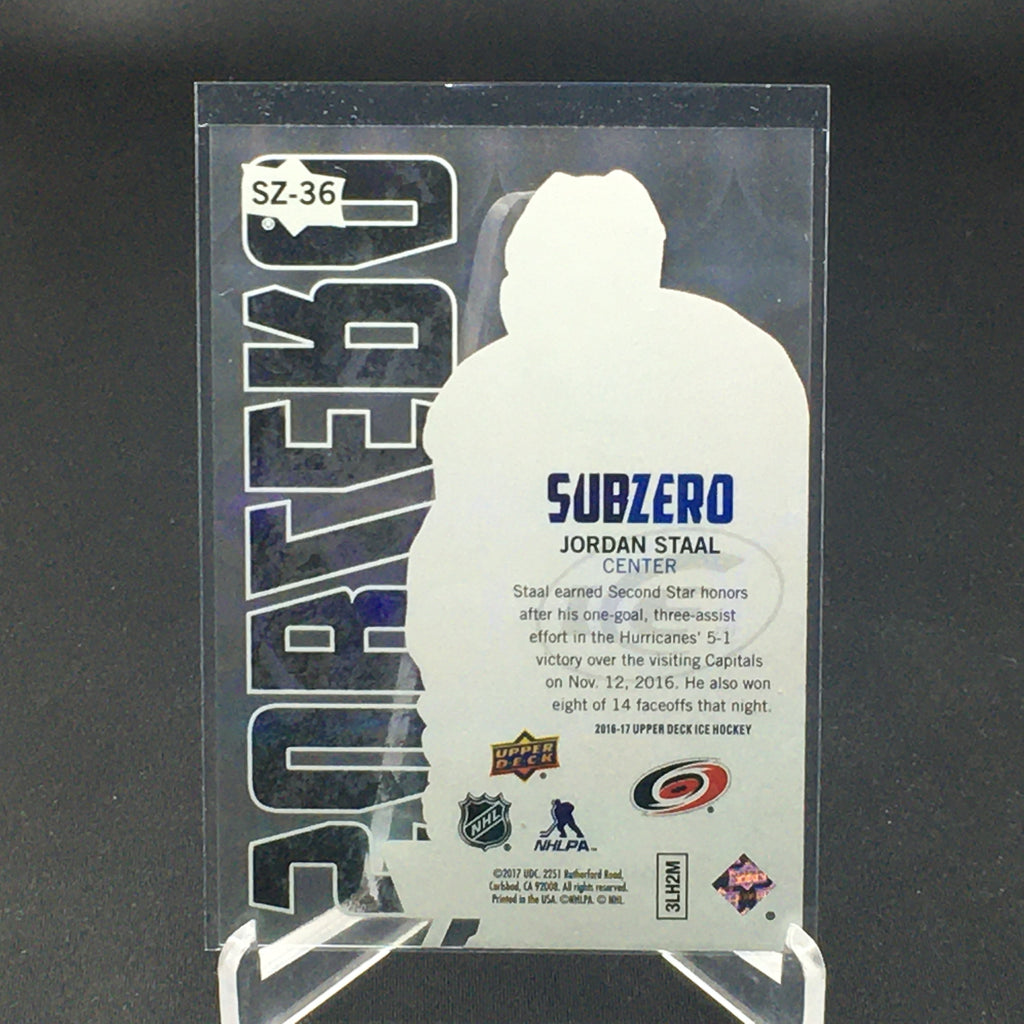 SZ-36
®
SUBZERO
SUBZERO
JORDAN STAAL
CENTER
Staal earned Second Star honors
after his one-goal, three-assist
effort in the Hurricanes' 5-1
victory over the visiting Capitals
on Nov. 12, 2016. He also won
eight of 14 faceoffs that night.
2016-17 UPPER DECK ICE HOCKEY
UPPER
DECK
NHL
NHLPA™
©2017 UDC. 2251 Rutherford Road,
Carlsbad, CA 92008. All rights reserved.
Printed in the USA. ©NHLPA. © NHL.
3LH2M